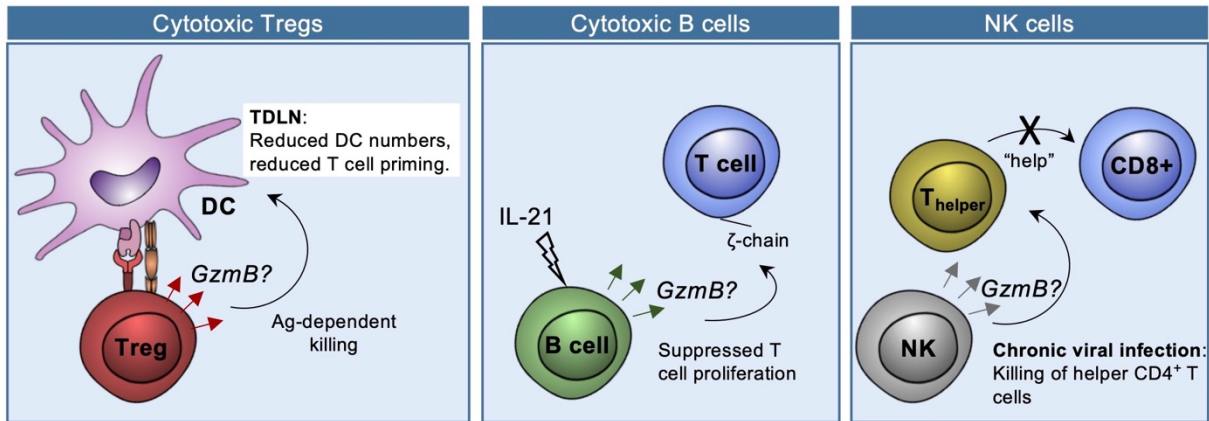 Cytotoxic Tregs
TDLN:
Reduced DC numbers,
reduced T cell priming.
DC
GzmB?
Ag-dependent
killing
Treg
Cytotoxic B cells
T cell
IL-21
ζ-chain
GzmB?
B cell
Suppressed T
cell proliferation
NK cells
Thelper
X
"help"
CD8+
GzmB?
NK
Chronic viral infection:
Killing of helper CD4⁺ T
cells